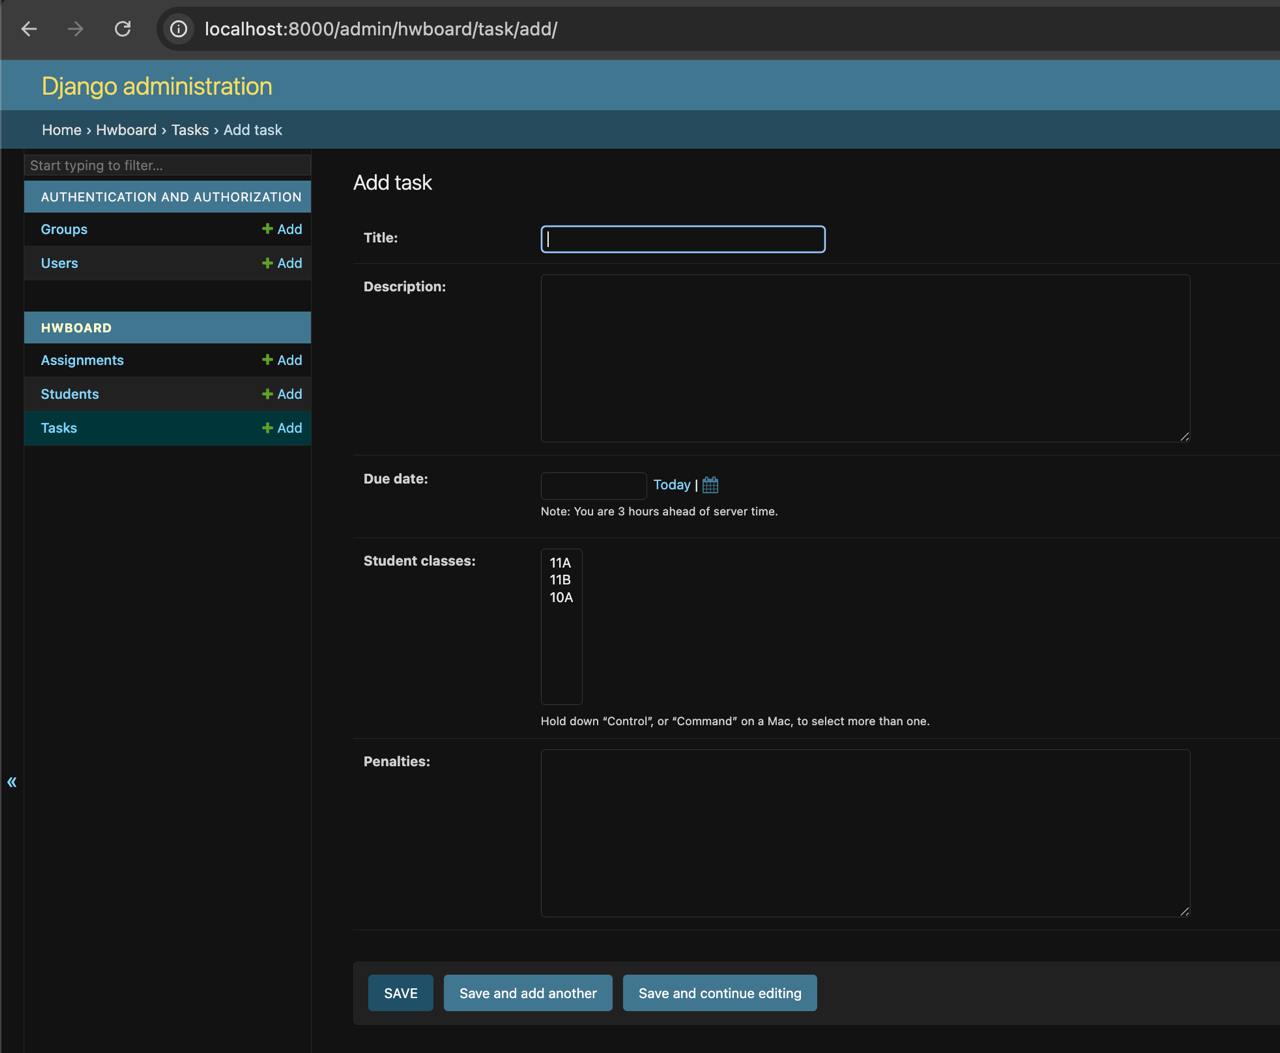 localhost:8000/admin/hwboard/task/add/
Django administration
Home › Hwboard › Tasks › Add task
Start typing to filter...
AUTHENTICATION AND AUTHORIZATION
Groups + Add
Users + Add
HWBOARD
Assignments + Add
Students + Add
Tasks + Add
«
Add task
Title:
Description:
Due date:
Today |
Note: You are 3 hours ahead of server time.
Student classes:
11A
11B
10A
Hold down “Control”, or “Command” on a Mac, to select more than one.
Penalties:
SAVE
Save and add another
Save and continue editing